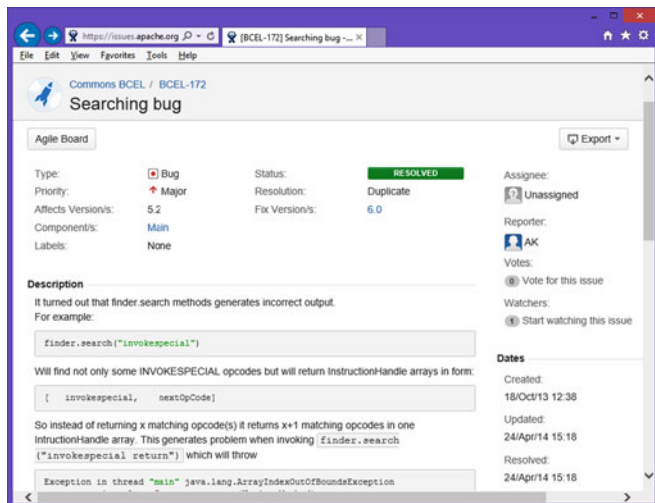 https://issues.apache.org
[BCEL-172] Searching bug -...
File Edit View Favorites Tools Help
Commons BCEL / BCEL-172
Searching bug
Agile Board
Export
Type: Bug Status: RESOLVED
Priority: Major Resolution: Duplicate
Affects Version/s: 5.2 Fix Version/s: 6.0
Component/s: Main
Labels: None
Assignee:
Unassigned
Reporter:
AK
Votes:
0 Vote for this issue
Watchers:
1 Start watching this issue
Description
It turned out that finder.search methods generates incorrect output.
For example:
finder.search("invokespecial")
Will find not only some INVOKESPECIAL opcodes but will return InstructionHandle arrays in form:
[ invokespecial, nextOpCode]
So instead of returning x matching opcode(s) it returns x+1 matching opcodes in one
IntructionHandle array. This generates problem when invoking finder.search
("invokespecial return") which will throw
Exception in thread "main" java.lang.ArrayIndexOutOfBoundsException
Dates
Created:
18/Oct/13 12:38
Updated:
24/Apr/14 15:18
Resolved:
24/Apr/14 15:18